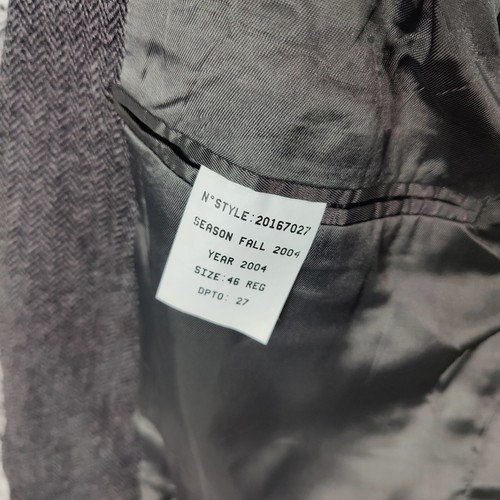 N°STYLE:20167027
SEASON FALL 2004
YEAR 2004
SIZE:46 REG
DPTO: 27